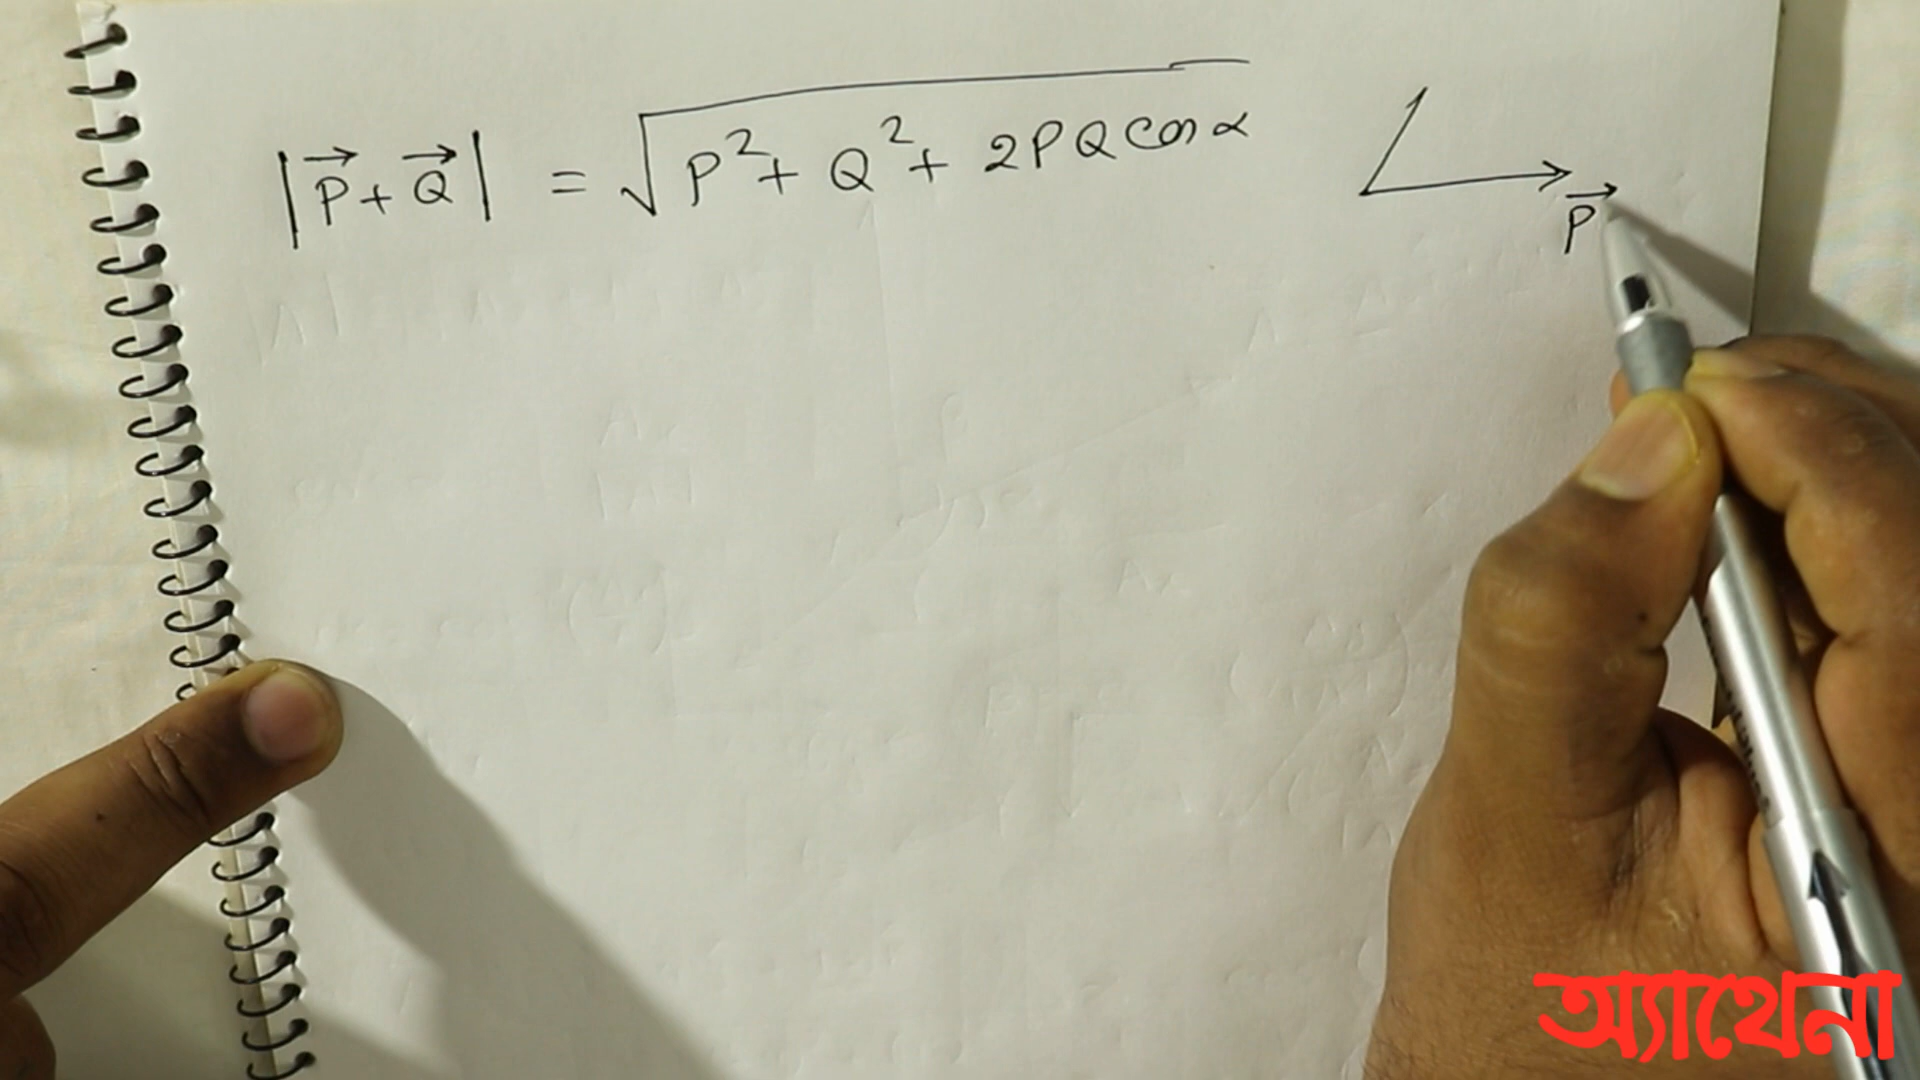 |P⃗ + Q⃗| = √(P² + Q² + 2PQ cos α)
P⃗
অ্যাথেনা